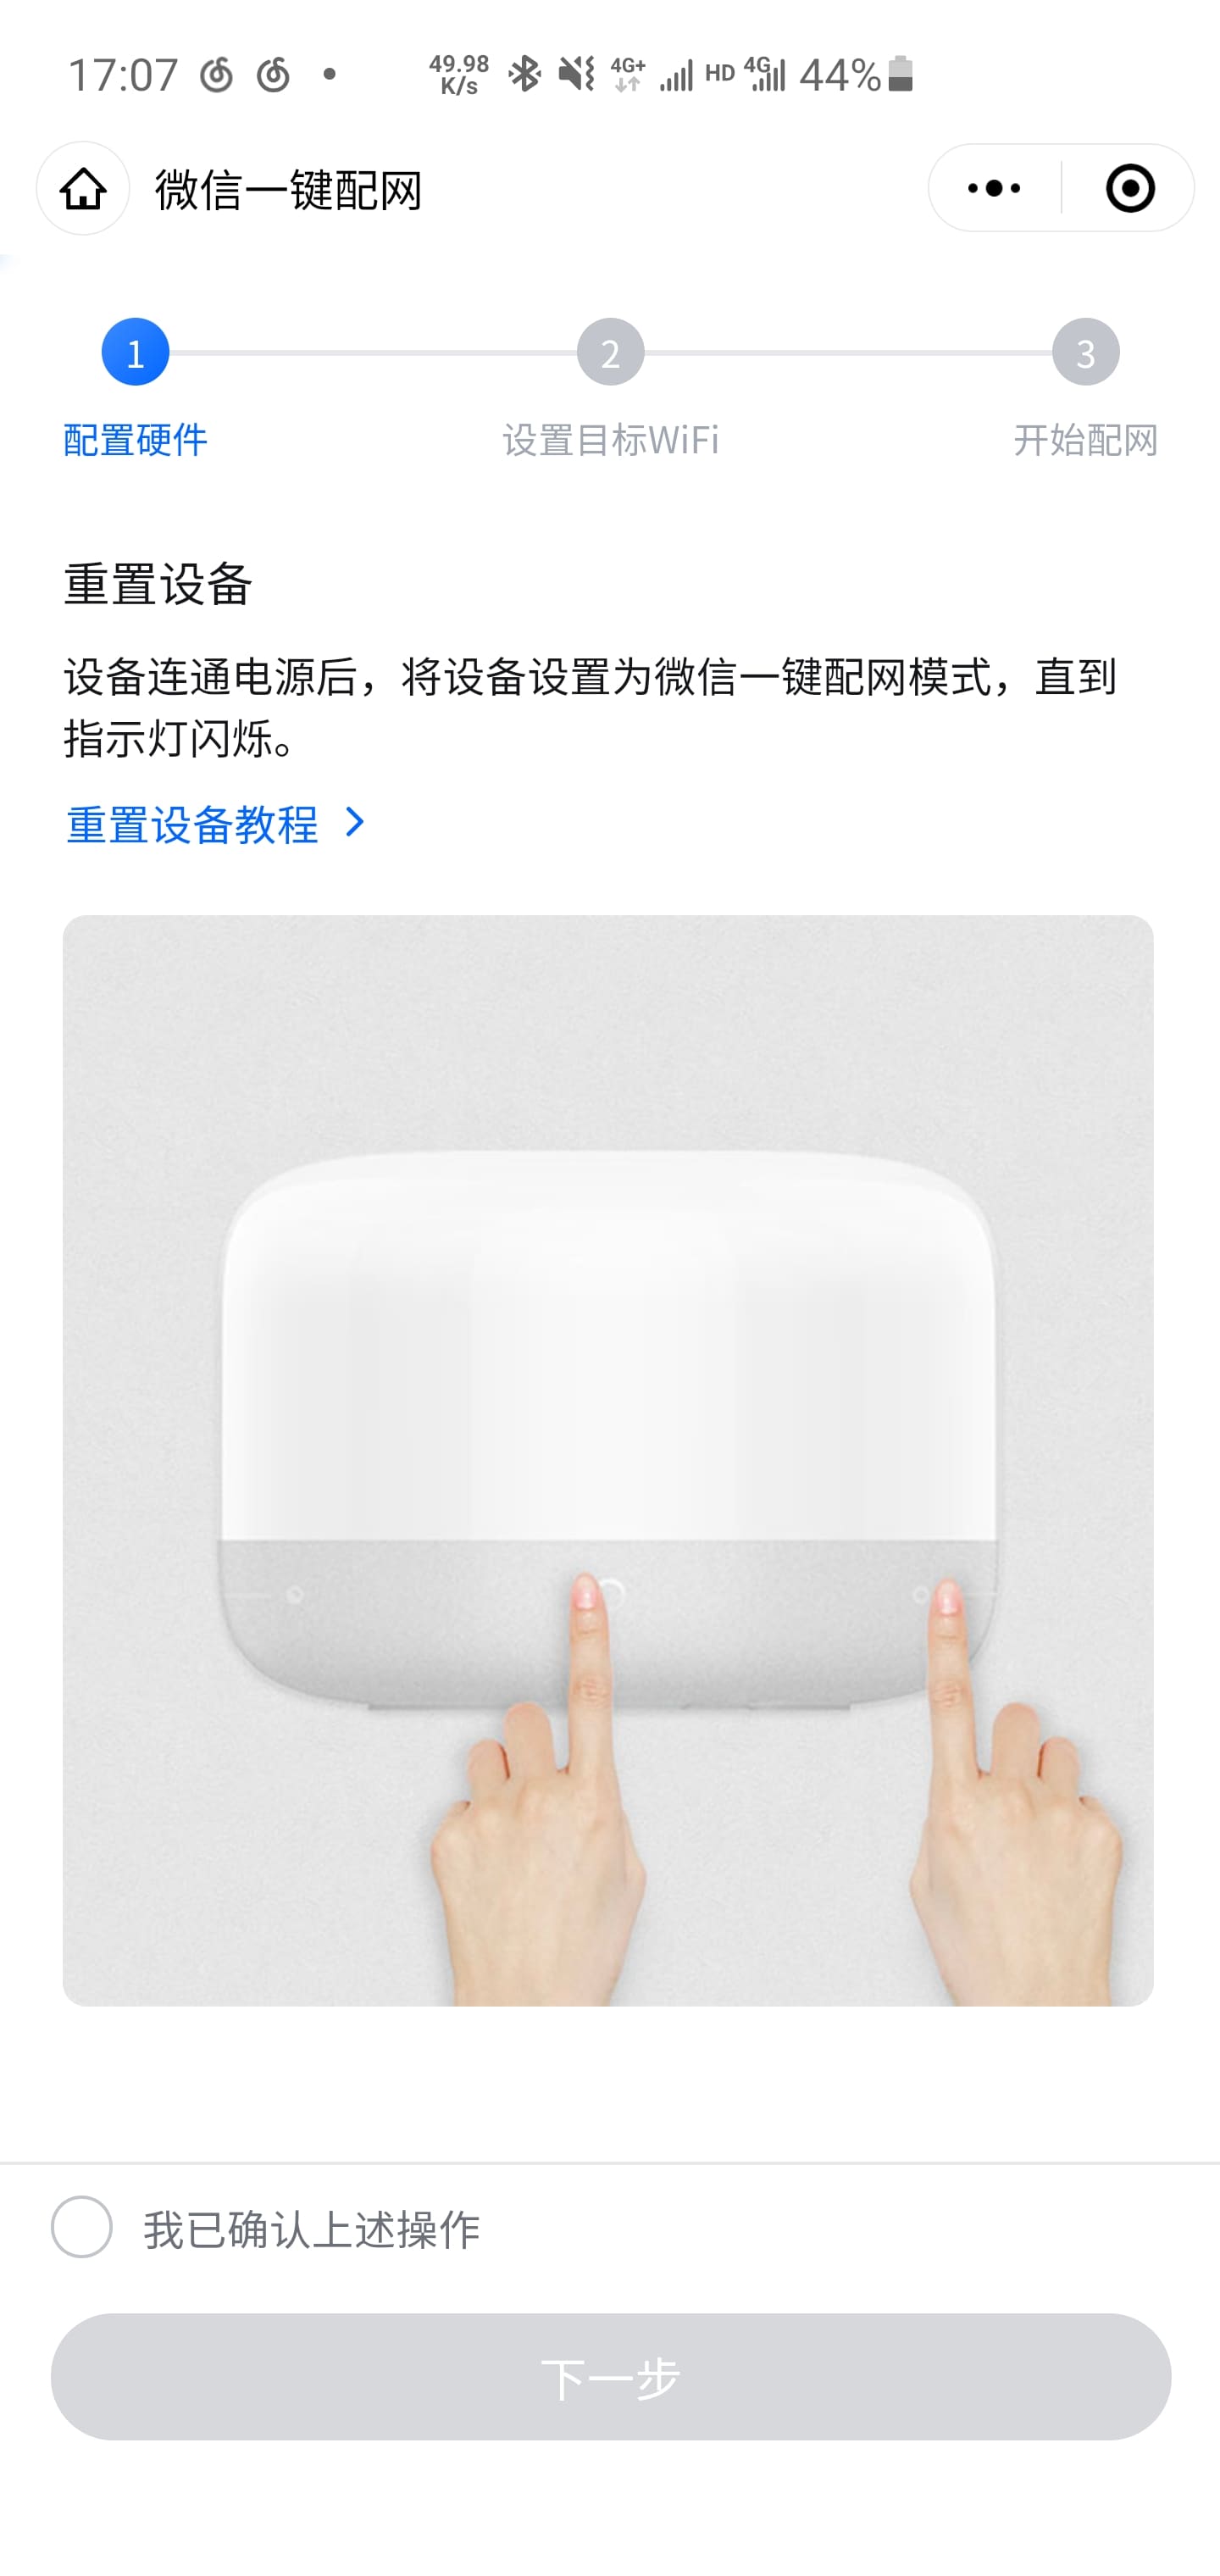 17:07 49.98 K/s 4G+ HD 4G 44%
微信一键配网
1 2 3
配置硬件 设置目标WiFi 开始配网
重置设备
设备连通电源后，将设备设置为微信一键配网模式，直到
指示灯闪烁。
重置设备教程
我已确认上述操作
下一步